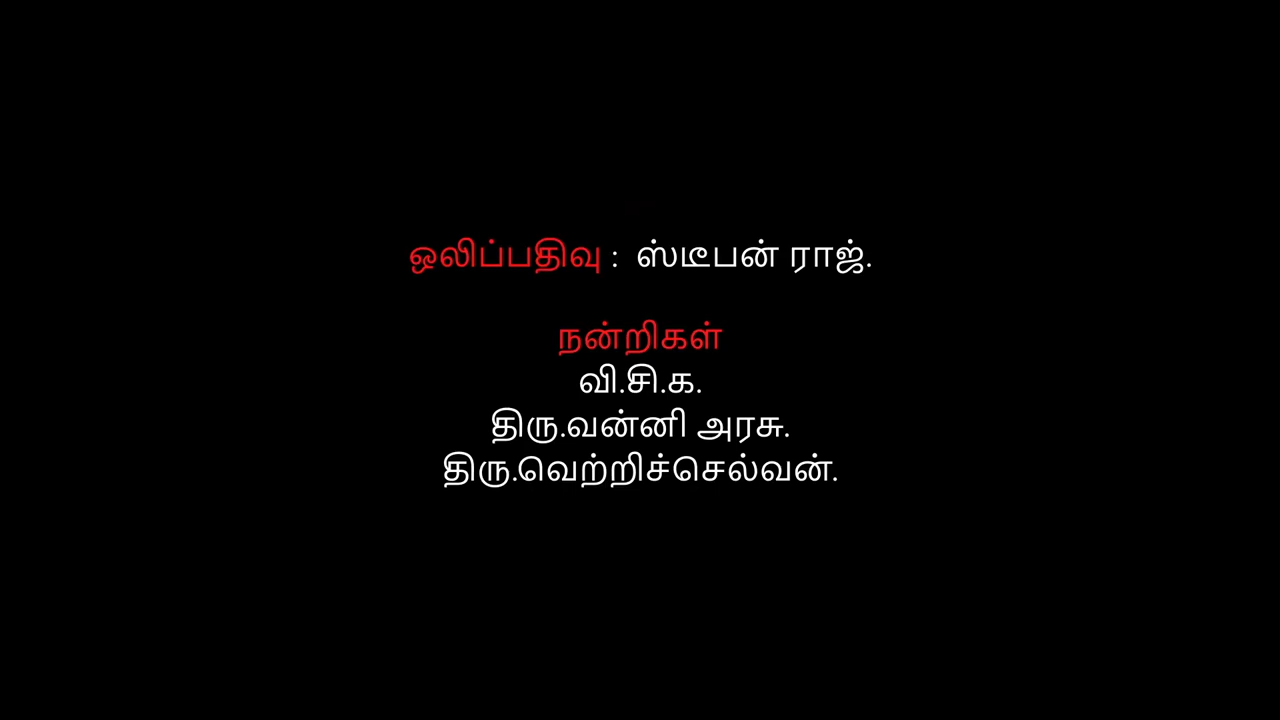 ஒலிப்பதிவு : ஸ்டீபன் ராஜ்.
நன்றிகள்
வி.சி.க.
திரு.வன்னி அரசு.
திரு.வெற்றிச்செல்வன்.